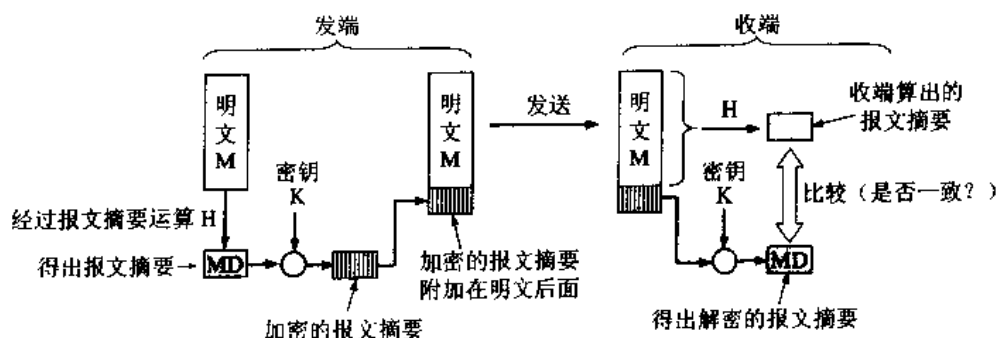 发端
收端
明文M
明文M
发送
明文M
H
收端算出的
报文摘要
密钥
K
密钥
K
比较（是否一致？）
经过报文摘要运算 H
得出报文摘要
MD
加密的报文摘要
附加在明文后面
MD
加密的报文摘要
得出解密的报文摘要